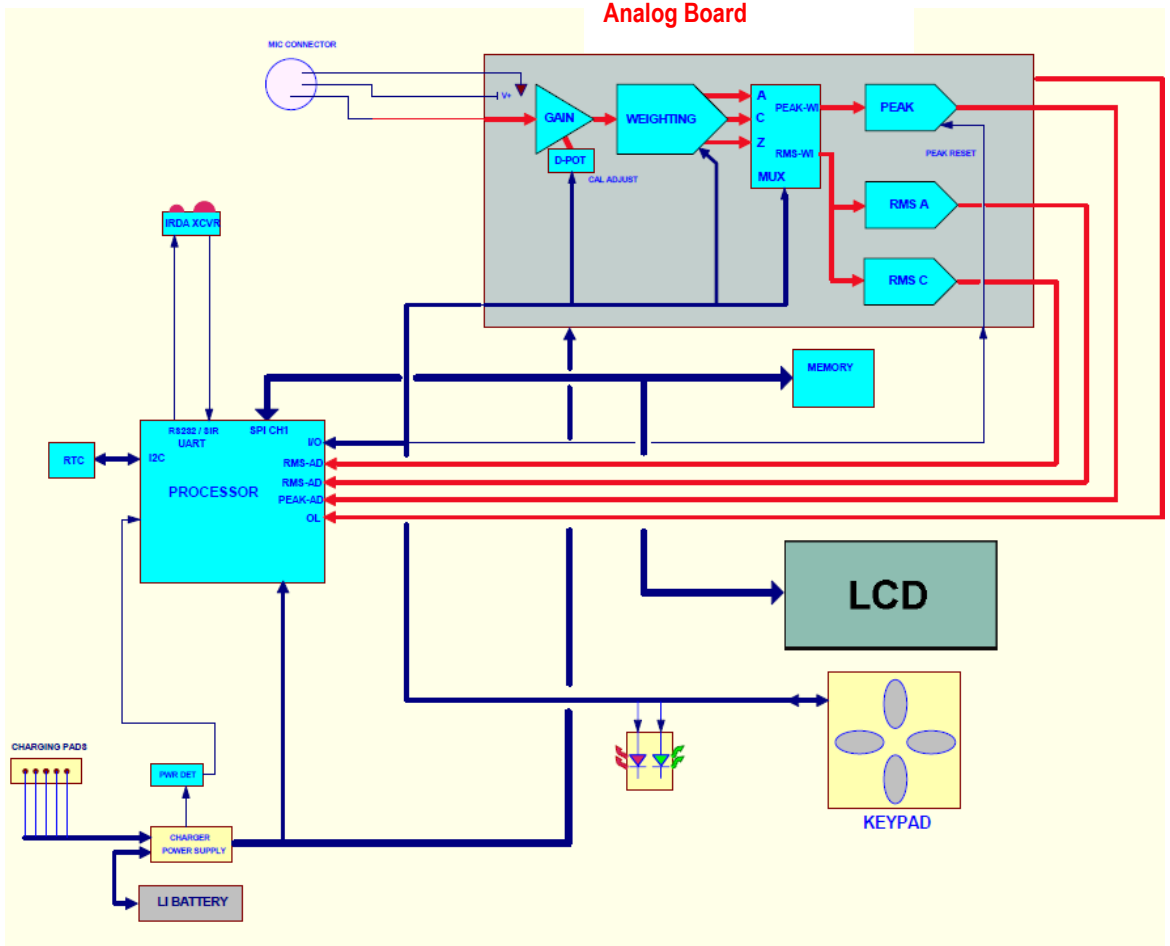 Analog Board
MIC CONNECTOR
V+
GAIN
WEIGHTING
A
C
Z
PEAK-WI
RMS-WI
MUX
PEAK
PEAK RESET
D-POT
CAL ADJUST
RMS A
RMS C
IRDA XCVR
MEMORY
RS232 / SIR
UART
SPI CH1
I/O
RTC
I2C
RMS-AD
RMS-AD
PROCESSOR
PEAK-AD
OL
LCD
CHARGING PADS
PWR DET
KEYPAD
CHARGER
POWER SUPPLY
LI BATTERY